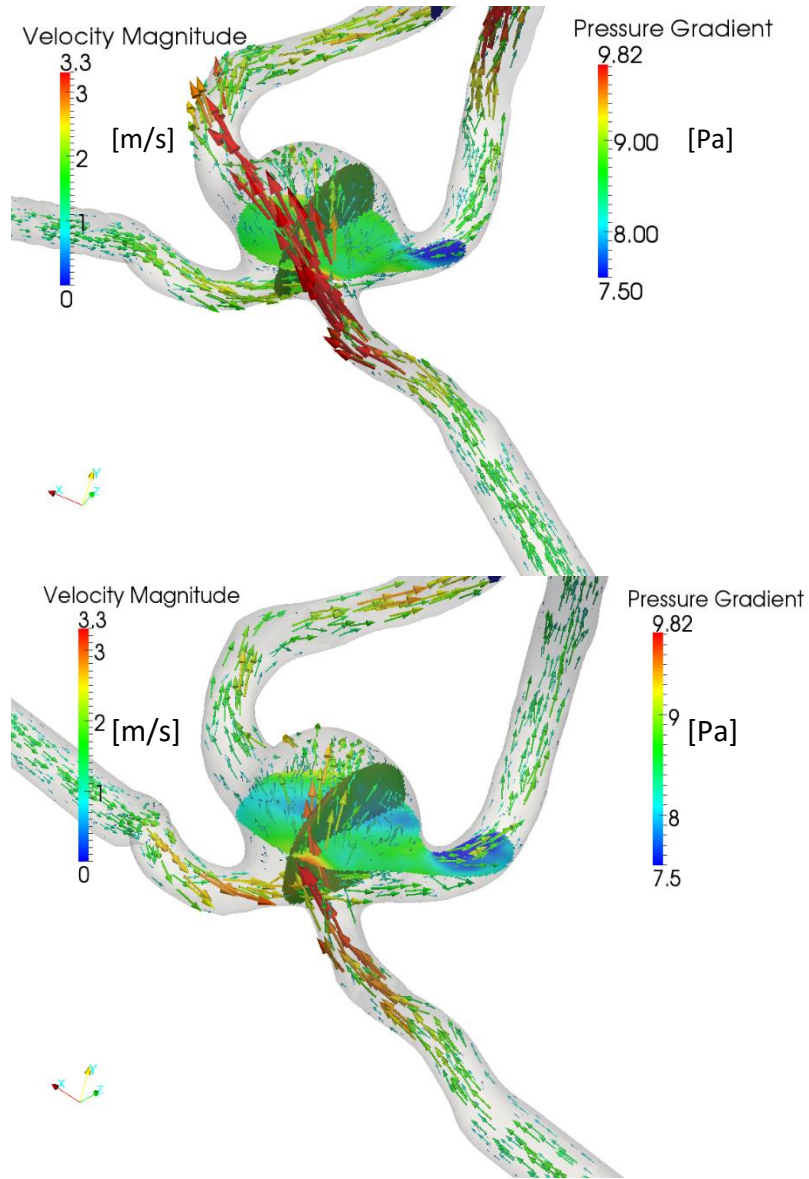 Velocity Magnitude
3.3
3
2
1
0
[m/s]
Pressure Gradient
9.82
9.00
8.00
7.50
[Pa]
X
Y
Z
Velocity Magnitude
3.3
3
2
1
0
[m/s]
Pressure Gradient
9.82
9
8
7.5
[Pa]
X
Y
Z